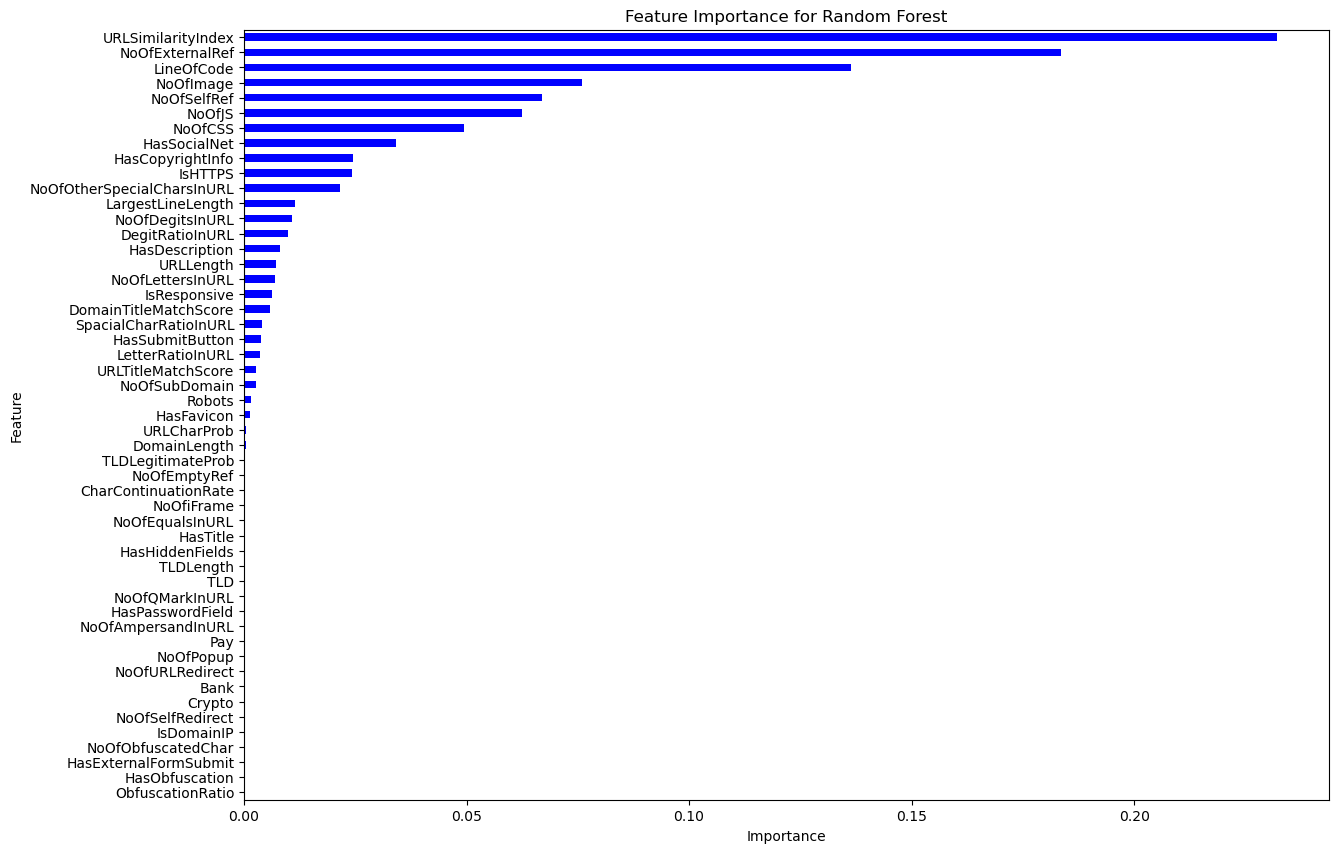 Feature Importance for Random Forest
Feature
URLSimilarityIndex
NoOfExternalRef
LineOfCode
NoOfImage
NoOfSelfRef
NoOfJS
NoOfCSS
HasSocialNet
HasCopyrightInfo
IsHTTPS
NoOfOtherSpecialCharsInURL
LargestLineLength
NoOfDegitsInURL
DegitRatioInURL
HasDescription
URLLength
NoOfLettersInURL
IsResponsive
DomainTitleMatchScore
SpacialCharRatioInURL
HasSubmitButton
LetterRatioInURL
URLTitleMatchScore
NoOfSubDomain
Robots
HasFavicon
URLCharProb
DomainLength
TLDLegitimateProb
NoOfEmptyRef
CharContinuationRate
NoOfiFrame
NoOfEqualsInURL
HasTitle
HasHiddenFields
TLDLength
TLD
NoOfQMarkInURL
HasPasswordField
NoOfAmpersandInURL
Pay
NoOfPopup
NoOfURLRedirect
Bank
Crypto
NoOfSelfRedirect
IsDomainIP
NoOfObfuscatedChar
HasExternalFormSubmit
HasObfuscation
ObfuscationRatio
0.00 0.05 0.10 0.15 0.20
Importance